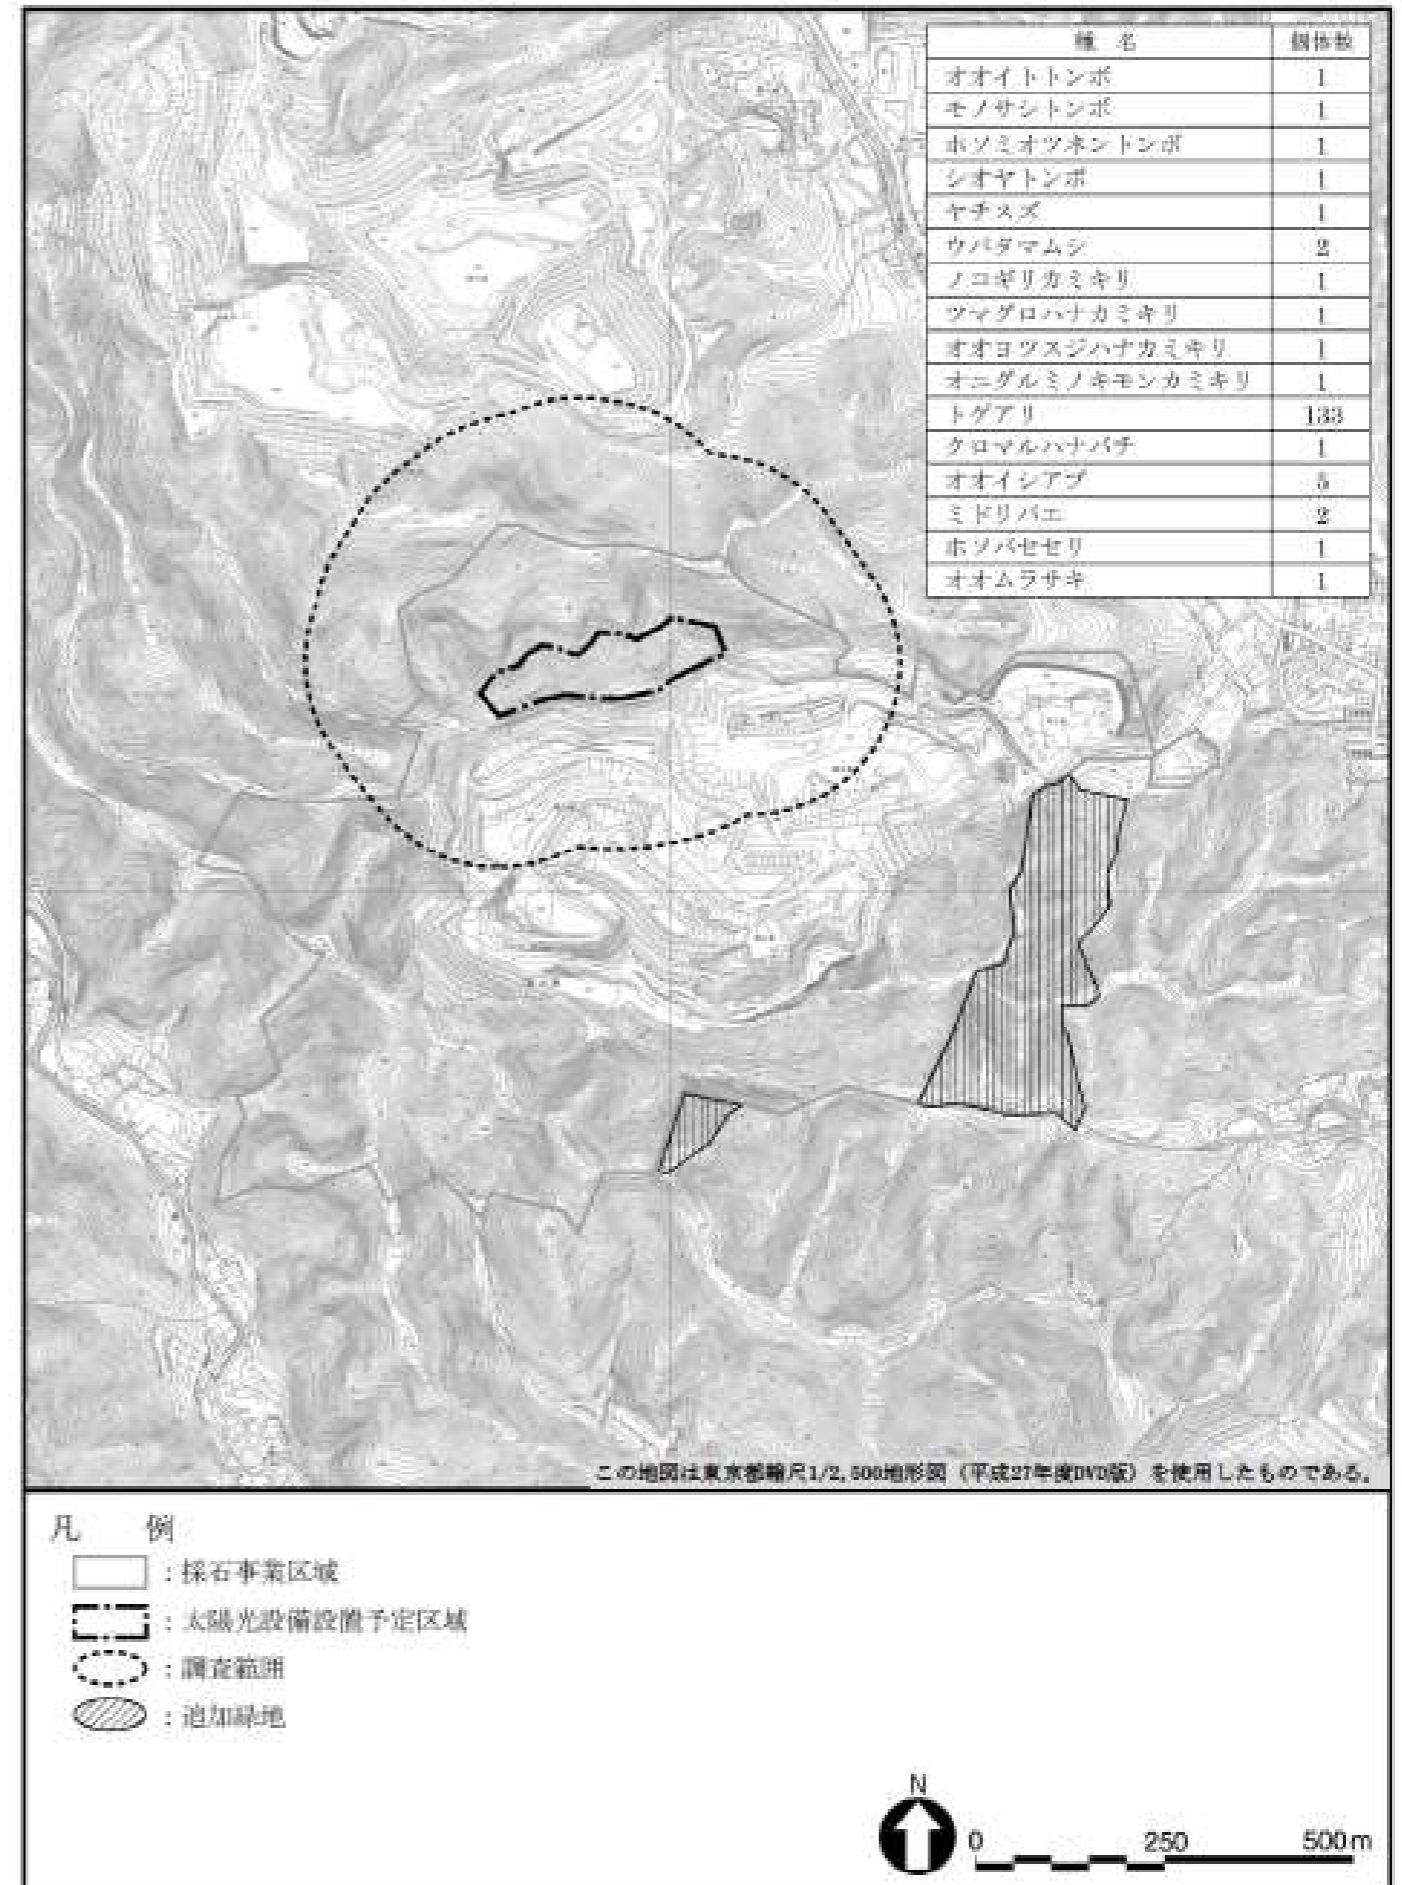 種 名 個体数
オオイトトンボ 1
モノサシトンボ 1
ホソミオツネントンボ 1
シオヤトンボ 1
ヤチスズ 1
ウバタマムシ 2
ノコギリカミキリ 1
ツマグロハナカミキリ 1
オオヨツスジハナカミキリ 1
オニグルミノキモンカミキリ 1
トゲアリ 133
クロマルハナバチ 1
オオイシアブ 5
ミドリバエ 2
ホソバセセリ 1
オオムラサキ 1
この地図は東京都縮尺1/2,500地形図（平成27年度DVD版）を使用したものである。
凡 例
：採石事業区域
：太陽光設備設置予定区域
：調査範囲
：追加緑地
N
0 250 500m